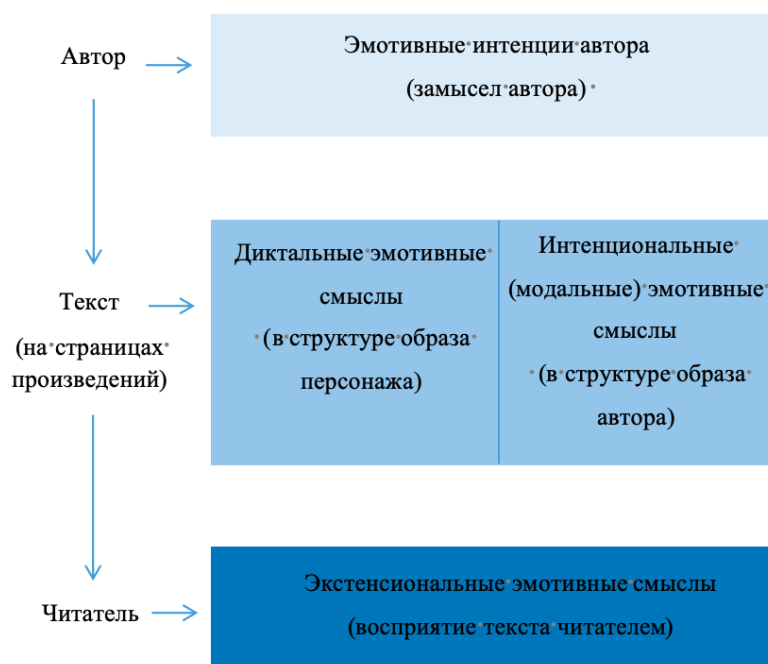 Автор
Эмотивные интенции автора
(замысел автора)
Текст
(на страницах
произведений)
Диктальные эмотивные
смыслы
(в структуре образа
персонажа)
Интенциональные
(модальные) эмотивные
смыслы
(в структуре образа
автора)
Читатель
Экстенсиональные эмотивные смыслы
(восприятие текста читателем)